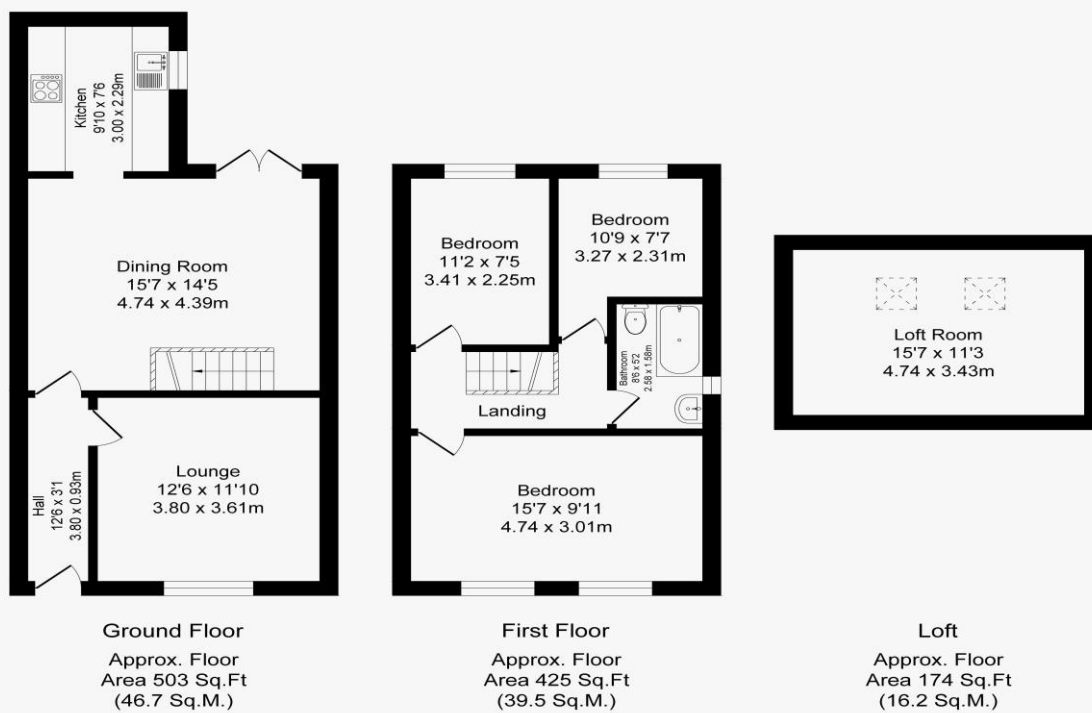 Kitchen
9'10 x 7'6
3.00 x 2.29m
Dining Room
15'7 x 14'5
4.74 x 4.39m
Hall
12'6 x 3'1
3.80 x 0.93m
Lounge
12'6 x 11'10
3.80 x 3.61m
Ground Floor
Approx. Floor
Area 503 Sq.Ft
(46.7 Sq.M.)
Bedroom
11'2 x 7'5
3.41 x 2.25m
Bedroom
10'9 x 7'7
3.27 x 2.31m
Bathroom
8'6 x 5'2
2.58 x 1.58m
Landing
Bedroom
15'7 x 9'11
4.74 x 3.01m
First Floor
Approx. Floor
Area 425 Sq.Ft
(39.5 Sq.M.)
Loft Room
15'7 x 11'3
4.74 x 3.43m
Loft
Approx. Floor
Area 174 Sq.Ft
(16.2 Sq.M.)